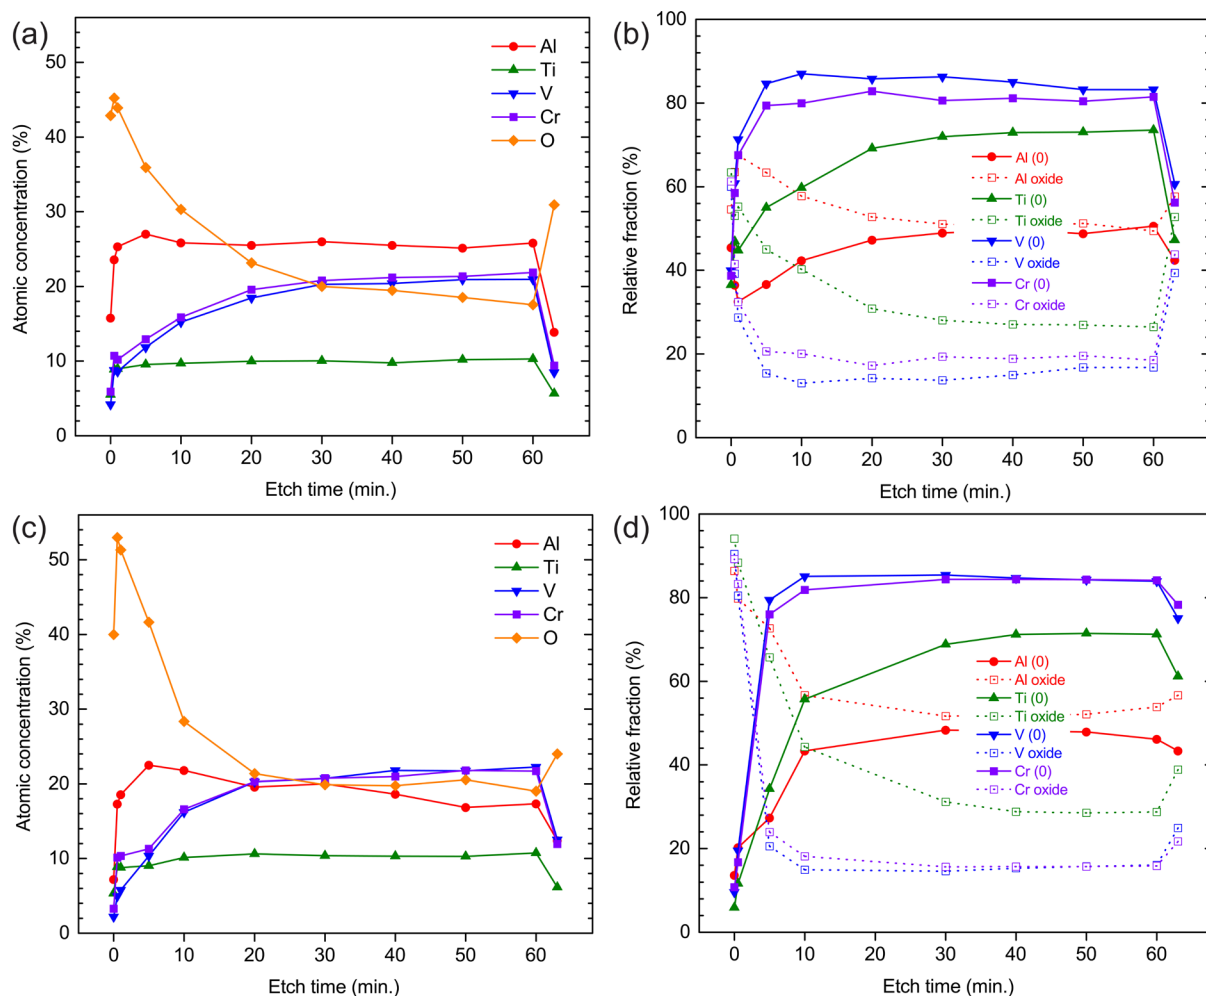 (a)
Atomic concentration (%)
50
40
30
20
10
0
0 10 20 30 40 50 60
Etch time (min.)
Al
Ti
V
Cr
O
(b)
Relative fraction (%)
100
80
60
40
20
0
0 10 20 30 40 50 60
Etch time (min.)
Al (0)
Al oxide
Ti (0)
Ti oxide
V (0)
V oxide
Cr (0)
Cr oxide
(c)
Atomic concentration (%)
50
40
30
20
10
0
0 10 20 30 40 50 60
Etch time (min.)
Al
Ti
V
Cr
O
(d)
Relative fraction (%)
100
80
60
40
20
0
0 10 20 30 40 50 60
Etch time (min.)
Al (0)
Al oxide
Ti (0)
Ti oxide
V (0)
V oxide
Cr (0)
Cr oxide